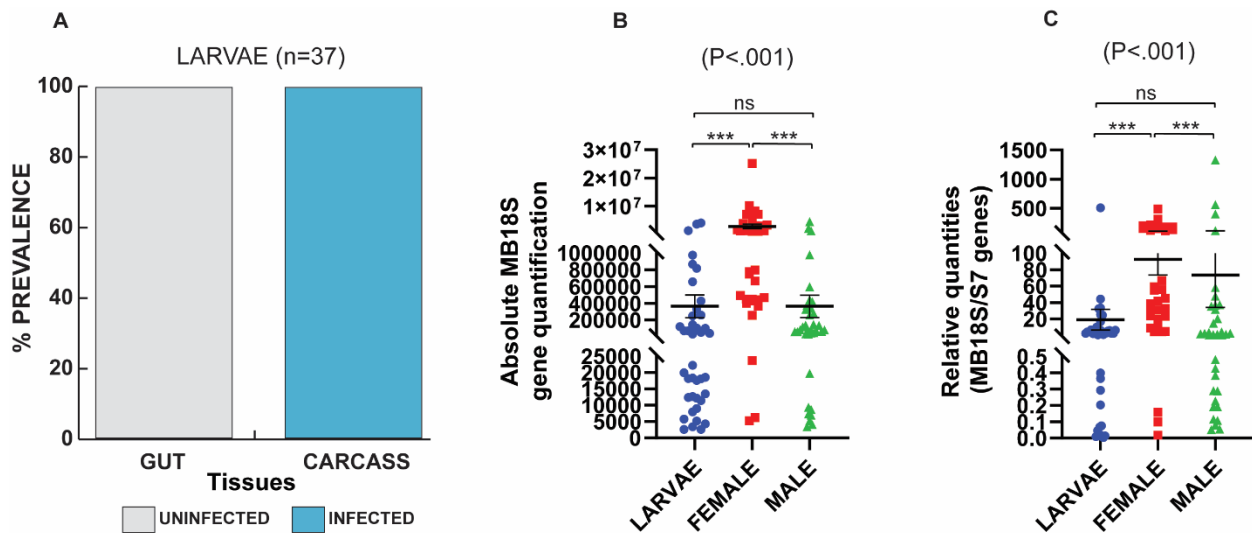 A
LARVAE (n=37)
% PREVALENCE
100
80
60
40
20
0
GUT
CARCASS
Tissues
UNINFECTED
INFECTED
B
(P<.001)
ns
***
***
Absolute MB18S
gene quantification
3×10⁷
2×10⁷
1×10⁷
1000000
800000
600000
400000
200000
25000
20000
15000
10000
5000
0
LARVAE
FEMALE
MALE
C
(P<.001)
ns
***
***
Relative quantities
(MB18S/S7 genes)
1500
1000
500
100
80
60
40
20
0.5
0.4
0.3
0.2
0.1
0.0
LARVAE
FEMALE
MALE